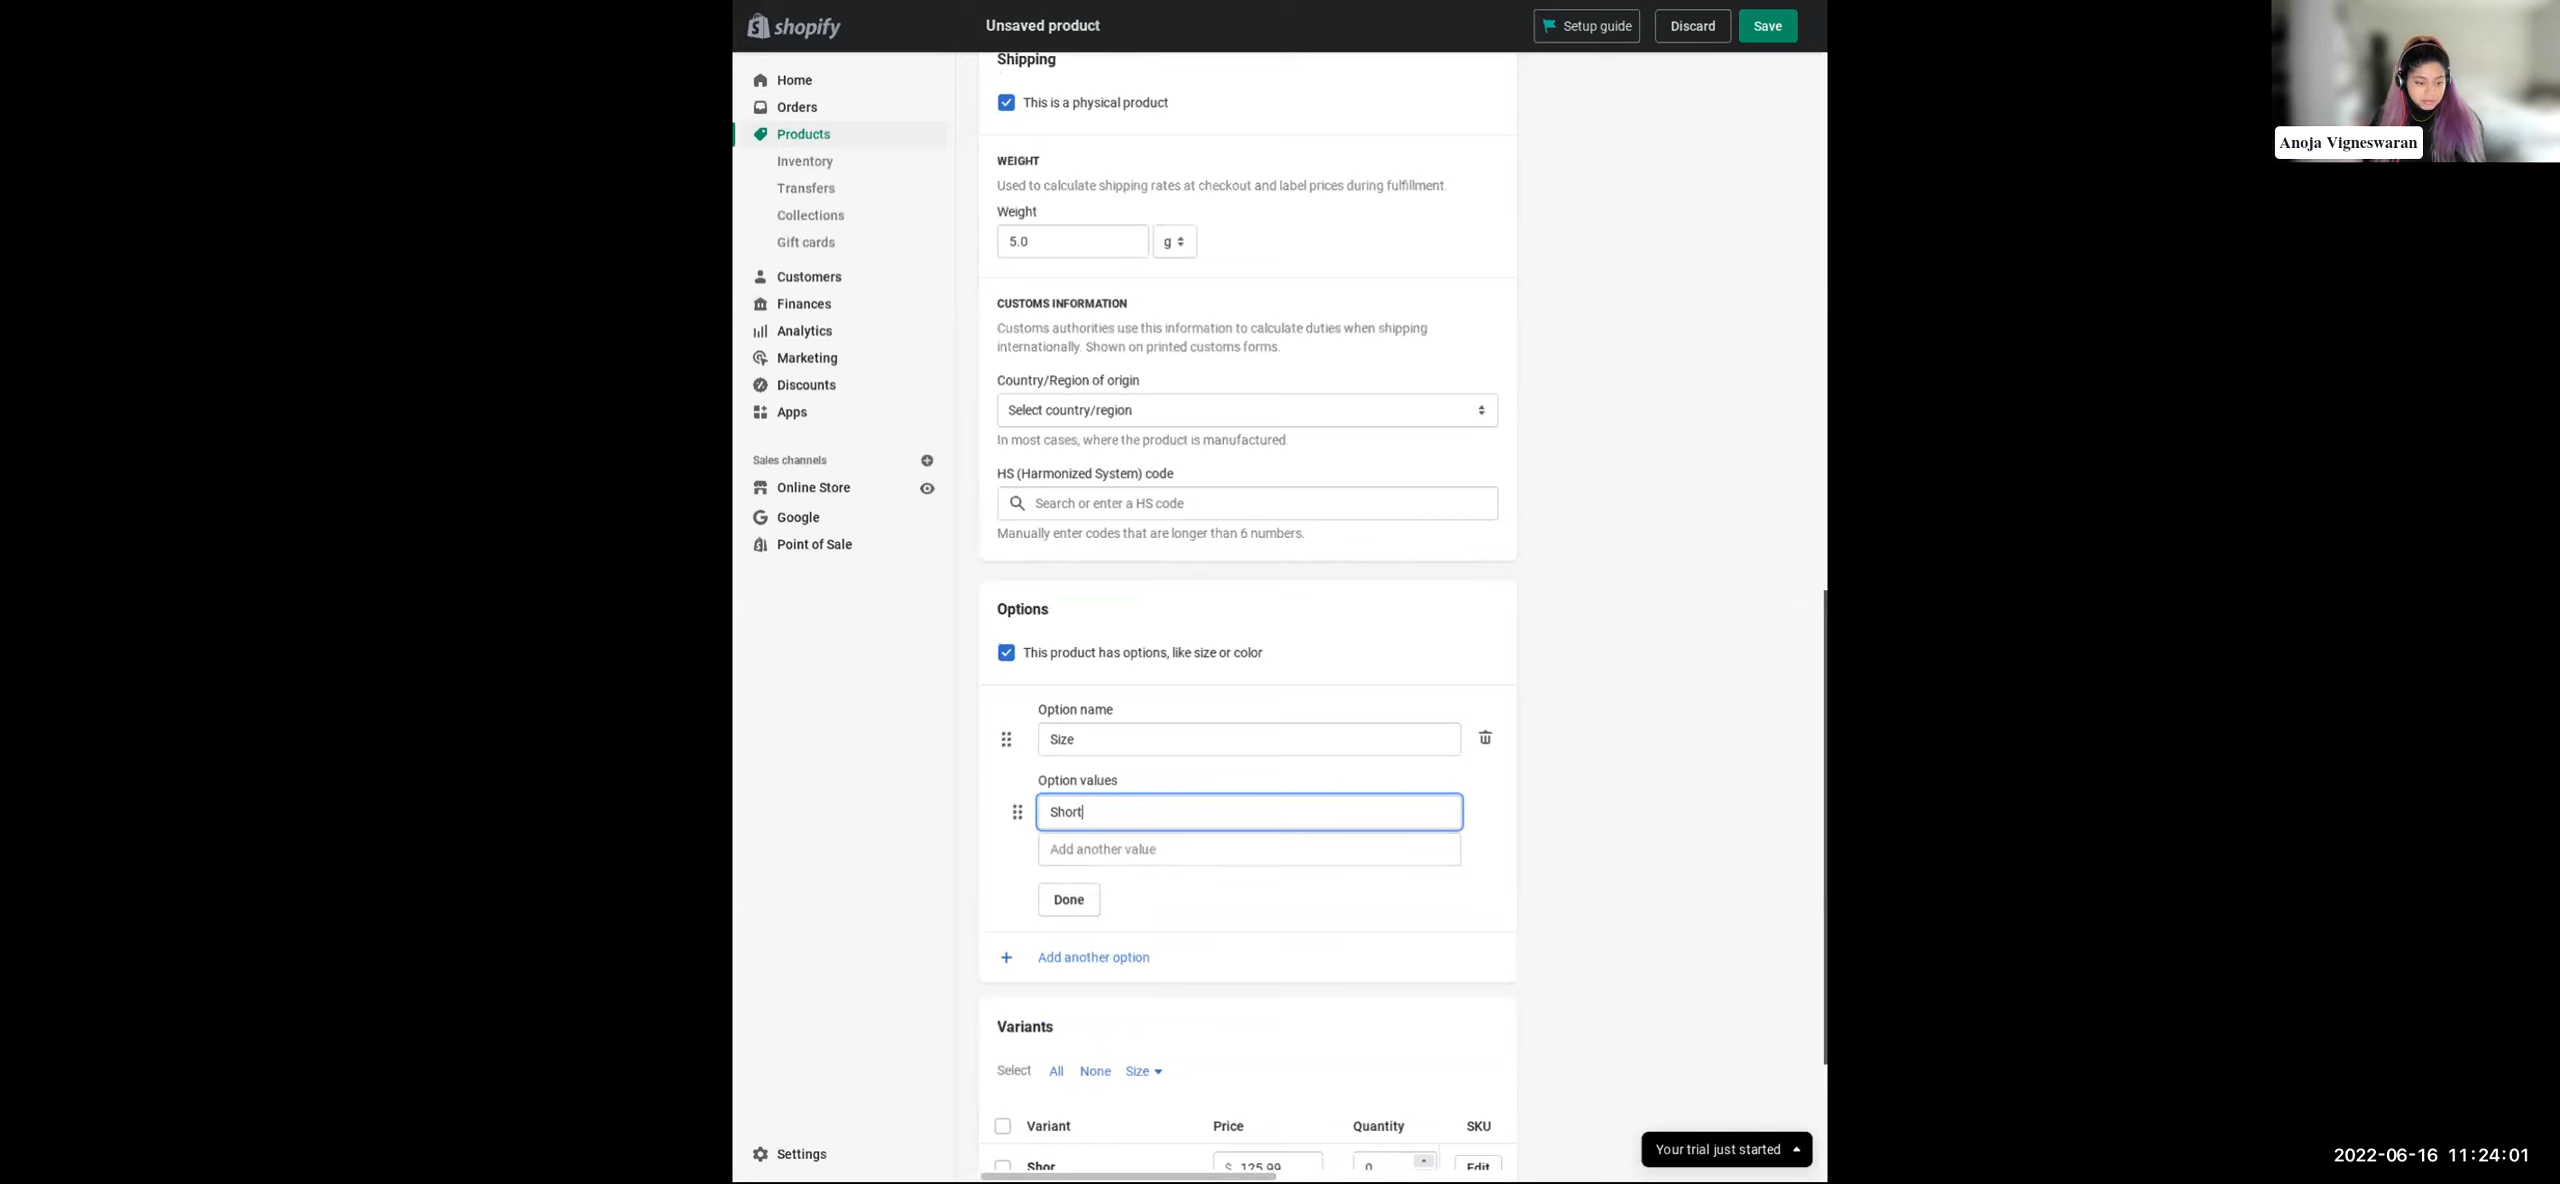 shopify
Unsaved product
Setup guide
Discard
Save
Anoja Vigneswaran
Home
Orders
Products
Inventory
Transfers
Collections
Gift cards
Customers
Finances
Analytics
Marketing
Discounts
Apps
Sales channels
Online Store
Google
Point of Sale
Settings
Shipping
This is a physical product
WEIGHT
Used to calculate shipping rates at checkout and label prices during fulfillment.
Weight
5.0 g
CUSTOMS INFORMATION
Customs authorities use this information to calculate duties when shipping
internationally. Shown on printed customs forms.
Country/Region of origin
Select country/region
In most cases, where the product is manufactured.
HS (Harmonized System) code
Search or enter a HS code
Manually enter codes that are longer than 6 numbers.
Options
This product has options, like size or color
Option name
Size
Option values
Short
Add another value
Done
+ Add another option
Variants
Select All None Size
Variant Price Quantity SKU
Shor $ 125.99 0 Edit
Your trial just started
2022-06-16 11:24:01